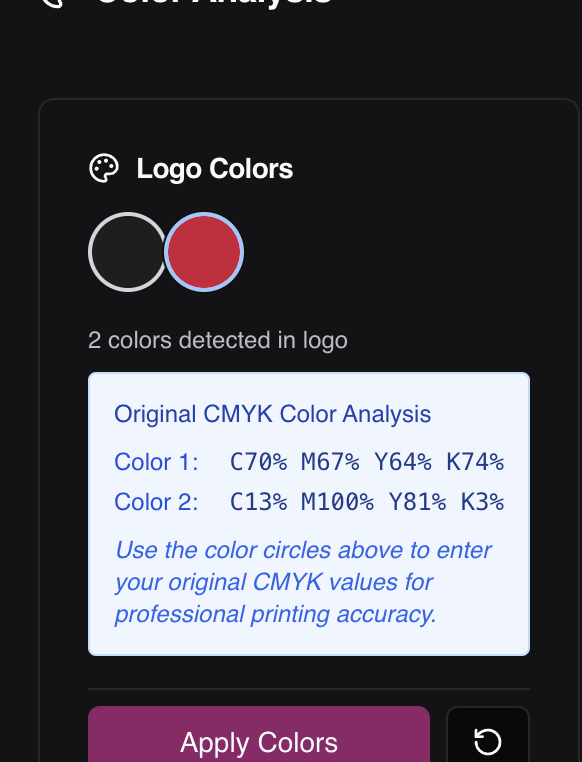 Color Analysis
Logo Colors
2 colors detected in logo
Original CMYK Color Analysis
Color 1: C70% M67% Y64% K74%
Color 2: C13% M100% Y81% K3%
Use the color circles above to enter
your original CMYK values for
professional printing accuracy.
Apply Colors